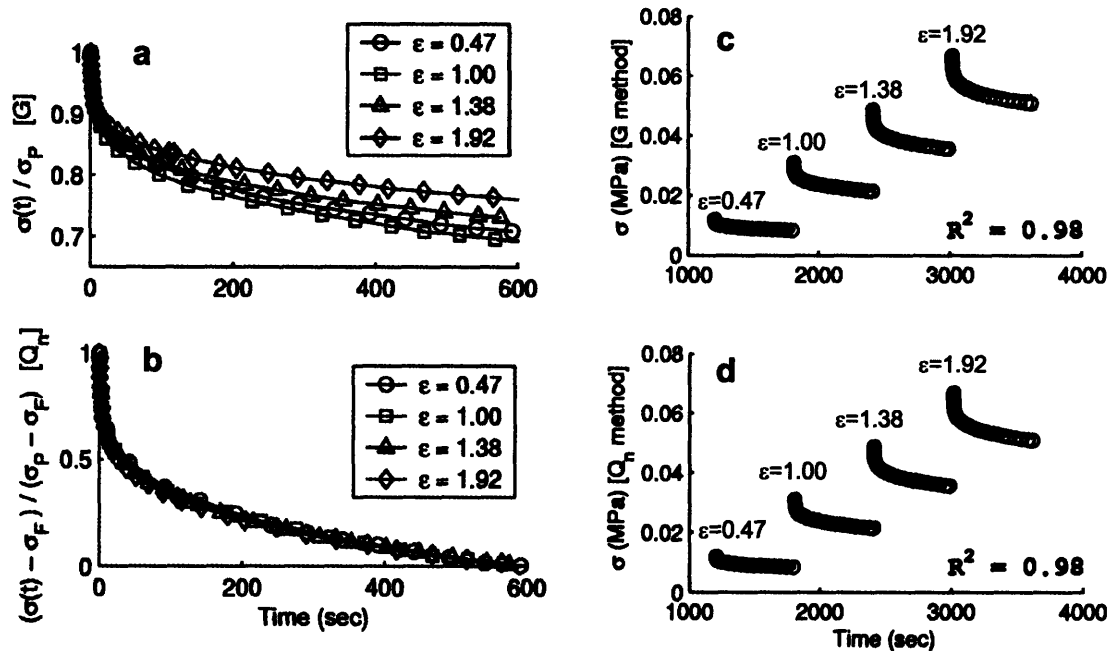 a
ε = 0.47
ε = 1.00
ε = 1.38
ε = 1.92
1
0.9
0.8
0.7
σ(t) / σP [G]
0
200
400
600
b
ε = 0.47
ε = 1.00
ε = 1.38
ε = 1.92
1
0.5
0
(σ(t) − σF) / (σP − σF) [Qn]
0
200
400
600
Time (sec)
c
ε=0.47
ε=1.00
ε=1.38
ε=1.92
0.08
0.06
0.04
0.02
0
σ (MPa) [G method]
R² = 0.98
1000
2000
3000
4000
d
ε=0.47
ε=1.00
ε=1.38
ε=1.92
0.08
0.06
0.04
0.02
0
σ (MPa) [Qn method]
R² = 0.98
1000
2000
3000
4000
Time (sec)